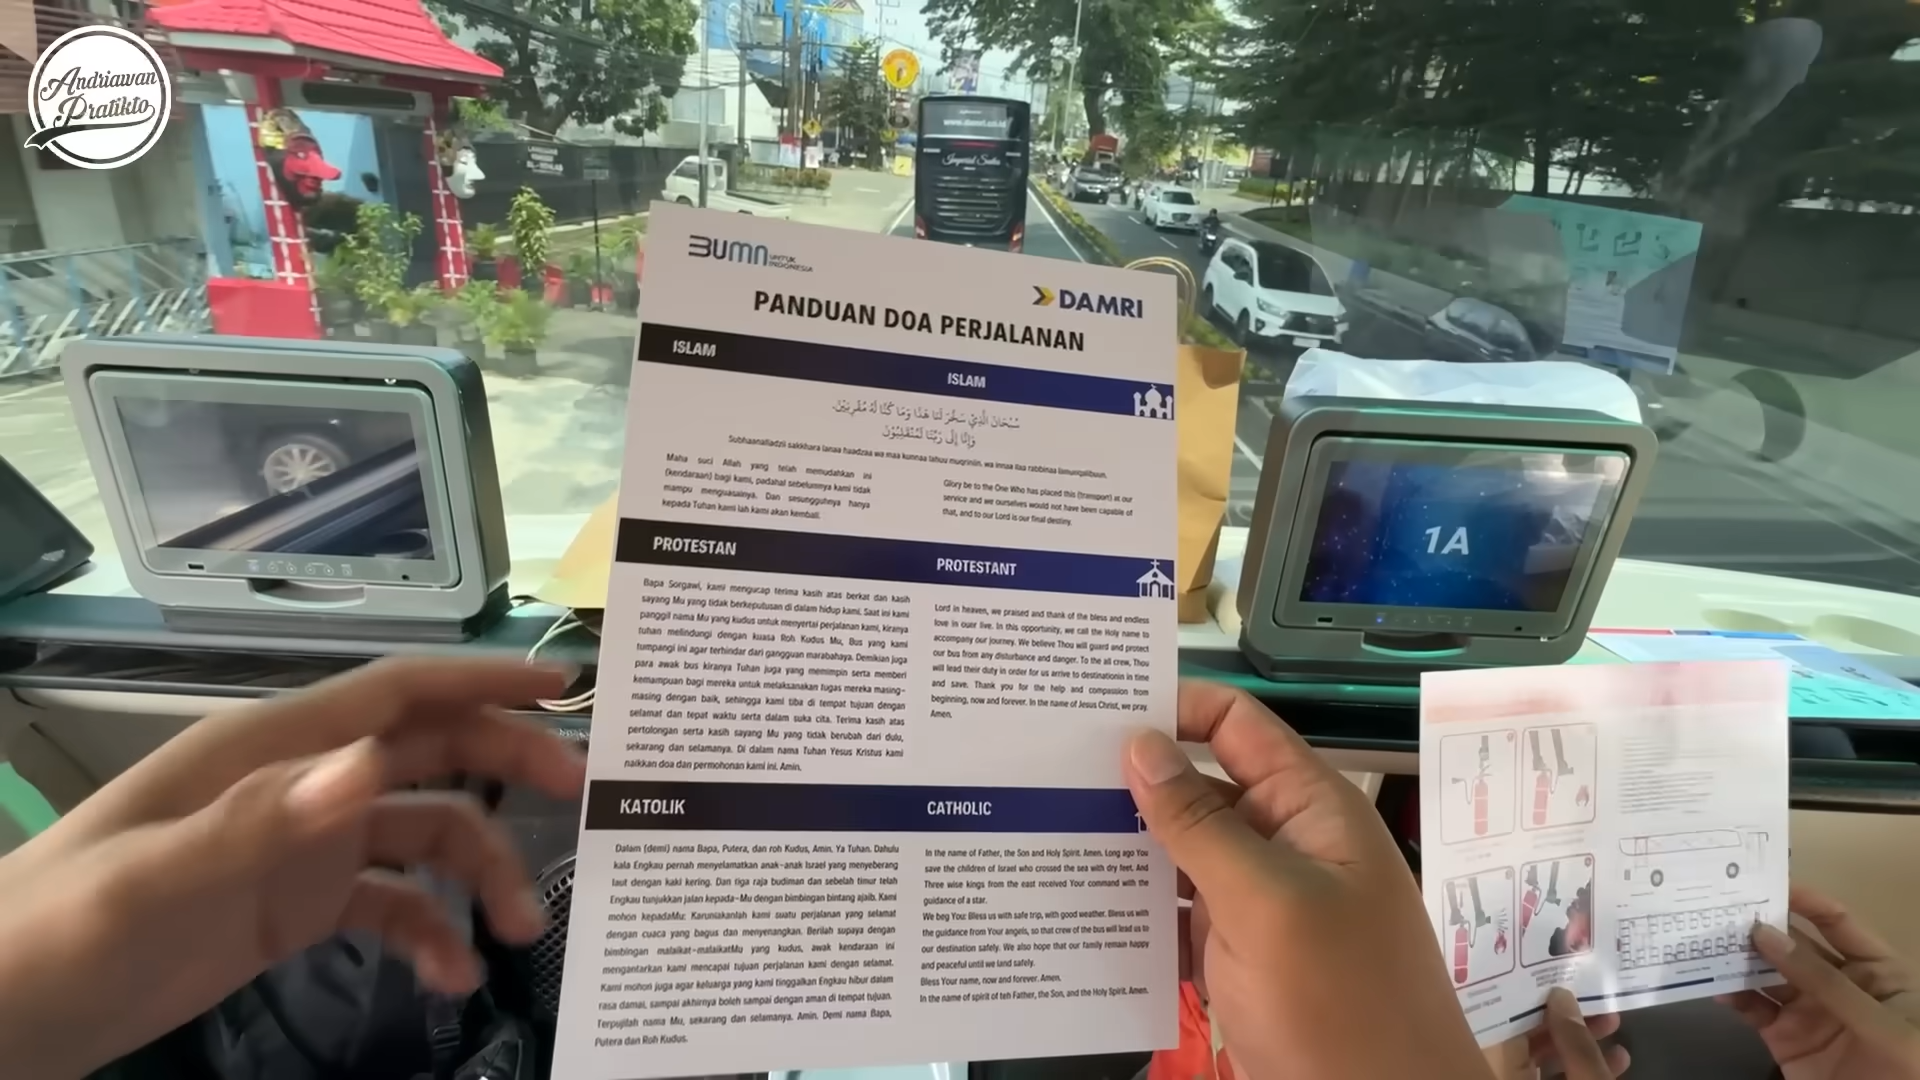 Andriawan
Pratikto
www.damri.co.id
Imperial Suites
BUMN UNTUK
INDONESIA
DAMRI
PANDUAN DOA PERJALANAN
ISLAM
ISLAM
سُبْحَانَ الَّذِيْ سَخَّرَ لَنَا هَذَا وَمَا كُنَّا لَهُ مُقْرِنِيْنَ
وَإِنَّا إِلَى رَبِّنَا لَمُنْقَلِبُوْنَ
Subhaanalladzii sakkhara lanaa haadzaa wa maa kunnaa lahuu muqriniin, wa innaa ilaa rabbinaa lamunqalibuun.
Maha suci Allah yang telah memudahkan ini
(kendaraan) bagi kami, padahal sebelumnya kami tidak
mampu menguasainya. Dan sesungguhnya hanya
kepada Tuhan kami lah kami akan kembali.
Glory be to the One Who has placed this (transport) at our
service and we ourselves would not have been capable of
that, and to our Lord is our final destiny.
PROTESTAN
PROTESTANT
Bapa Sorgawi, kami mengucap terima kasih atas berkat dan kasih
sayang Mu yang tidak berkeputusan di dalam hidup kami. Saat ini kami
panggil nama Mu yang kudus untuk menyertai perjalanan kami, kiranya
tuhan melindungi dengan kuasa Roh Kudus Mu, Bus yang kami
tumpangi ini agar terhindar dari gangguan marabahaya. Demikian juga
para awak bus kiranya Tuhan juga yang memimpin serta memberi
kemampuan bagi mereka untuk melaksanakan tugas mereka masing-
masing dengan baik, sehingga kami tiba di tempat tujuan dengan
selamat dan tepat waktu serta dalam suka cita. Terima kasih atas
pertolongan serta kasih sayang Mu yang tidak berubah dari dulu,
sekarang dan selamanya. Di dalam nama Tuhan Yesus Kristus kami
naikkan doa dan permohonan kami ini. Amin.
Lord in heaven, we praised and thank of the bless and endless
love in ouor live. In this opportunity, we call the Holy name to
accompany our journey. We believe Thou will guard and protect
our bus from any disturbance and danger. To the all crew, Thou
will lead their duty in order for us arrive to destinationin in time
and save. Thank you for the help and compassion from
beginning, now and forever. In the name of Jesus Christ, we pray.
Amen.
KATOLIK
CATHOLIC
Dalam (demi) nama Bapa, Putera, dan roh Kudus, Amin. Ya Tuhan. Dahulu
kala Engkau pernah menyelamatkan anak-anak Israel yang menyeberang
laut dengan kaki kering. Dan tiga raja budiman dan sebelah timur telah
Engkau tunjukkan jalan kepada-Mu dengan bimbingan bintang ajaib. Kami
mohon kepadaMu: Karuniakanlah kami suatu perjalanan yang selamat
dengan cuaca yang bagus dan menyenangkan. Berilah supaya dengan
bimbingan malaikat-malaikatMu yang kudus, awak kendaraan ini
mengantarkan kami mencapai tujuan perjalanan kami dengan selamat.
Kami mohon juga agar keluarga yang kami tinggalkan Engkau hibur dalam
rasa damai, sampai akhirnya boleh sampai dengan aman di tempat tujuan.
Terpujilah nama Mu, sekarang dan selamanya. Amin. Demi nama Bapa,
Putera dan Roh Kudus.
In the name of Father, the Son and Holy Spirit. Amen. Long ago You
save the children of Israel who crossed the sea with dry feet. And
Three wise kings from the east received Your command with the
guidance of a star.
We beg You: Bless us with safe trip, with good weather. Bless us with
the guidance from Your angels, so that crew of the bus will lead us to
our destination safely. We also hope that our family remain happy
and peaceful until we land safely.
Bless Your name, now and forever. Amen.
In the name of spirit of teh Father, the Son, and the Holy Spirit. Amen.
1A